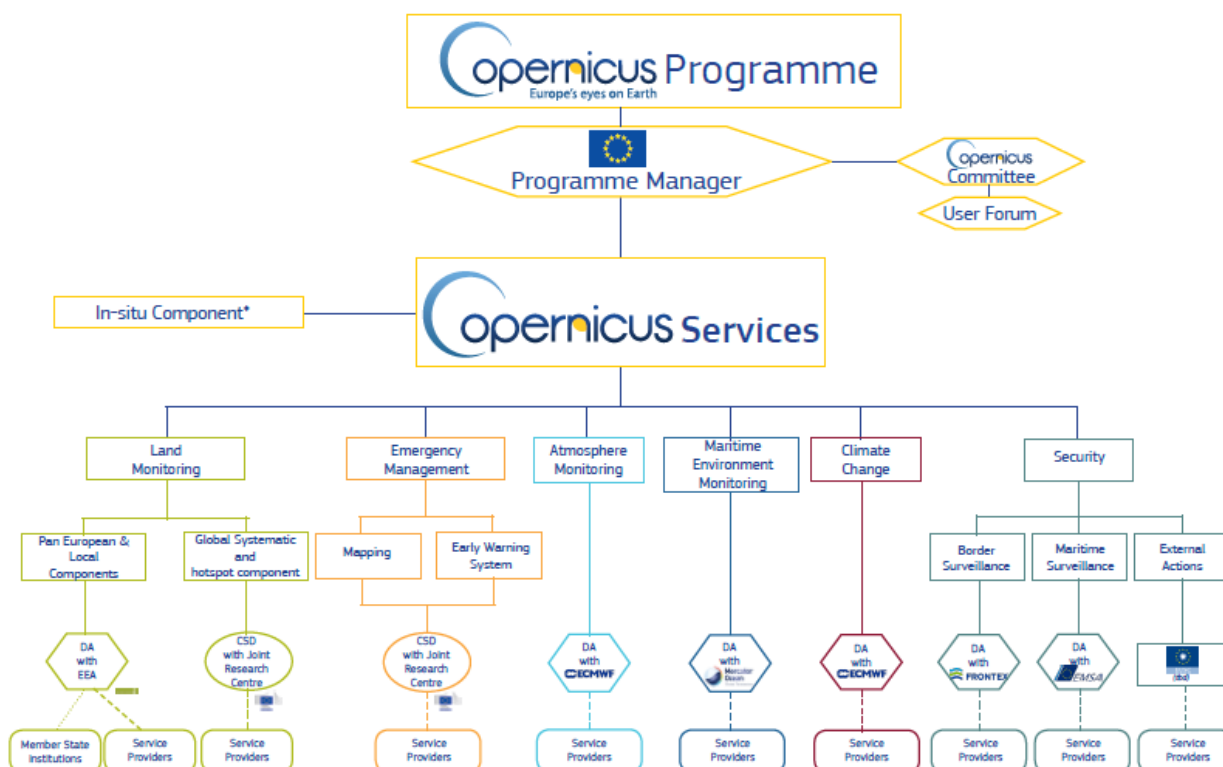 Copernicus Programme
Europe's eyes on Earth
Programme Manager
Copernicus
Committee
User Forum
In-situ Component*
Copernicus Services
Land
Monitoring
Emergency
Management
Atmosphere
Monitoring
Maritime
Environment
Monitoring
Climate
Change
Security
Pan European &
Local
Components
Global Systematic
and
hotspot component
Mapping
Early Warning
System
Border
Surveillance
Maritime
Surveillance
External
Actions
DA
with
EEA
CSD
with Joint
Research
Centre
CSD
with Joint
Research
Centre
DA
with
ECMWF
DA
with
Mercator
Ocean
DA
with
ECMWF
DA
with
FRONTEX
DA
with
EMSA
(tbd)
Member State
Institutions
Service
Providers
Service
Providers
Service
Providers
Service
Providers
Service
Providers
Service
Providers
Service
Providers
Service
Providers
Service
Providers